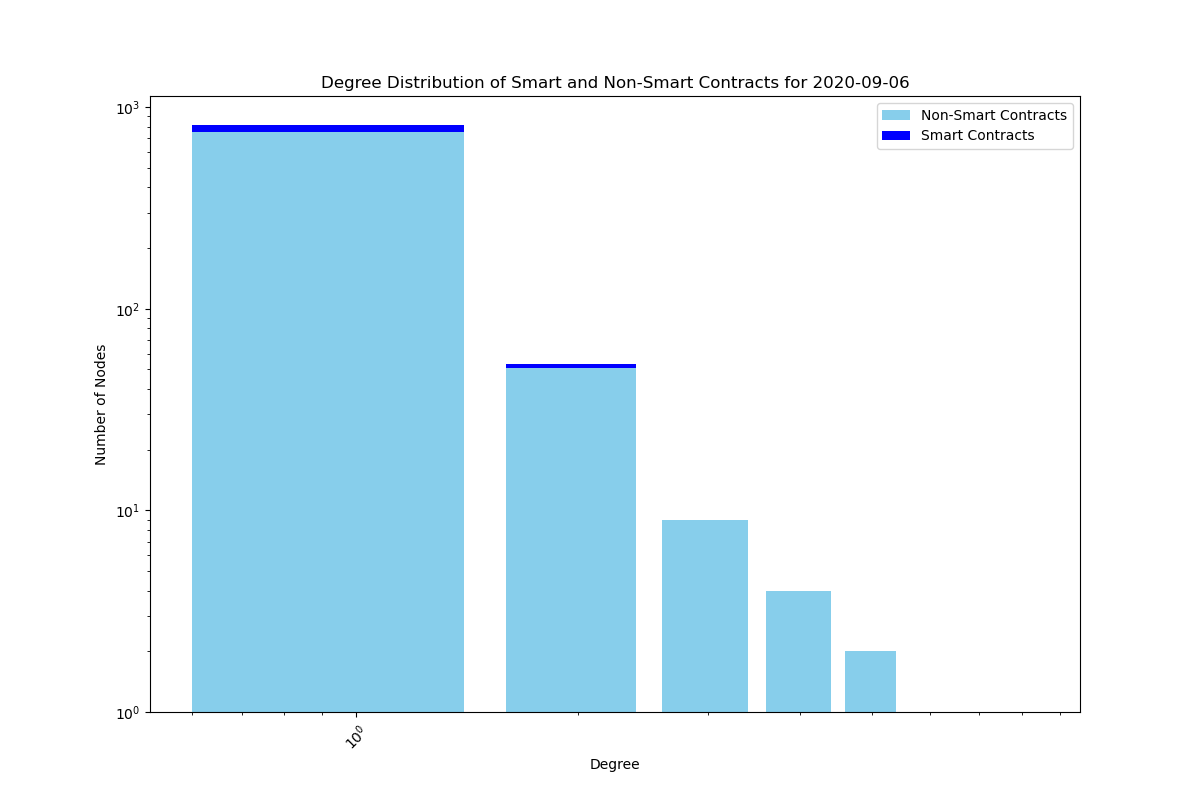 Degree Distribution of Smart and Non-Smart Contracts for 2020-09-06
Non-Smart Contracts
Smart Contracts
Number of Nodes
10³
10²
10¹
10⁰
10⁰
Degree